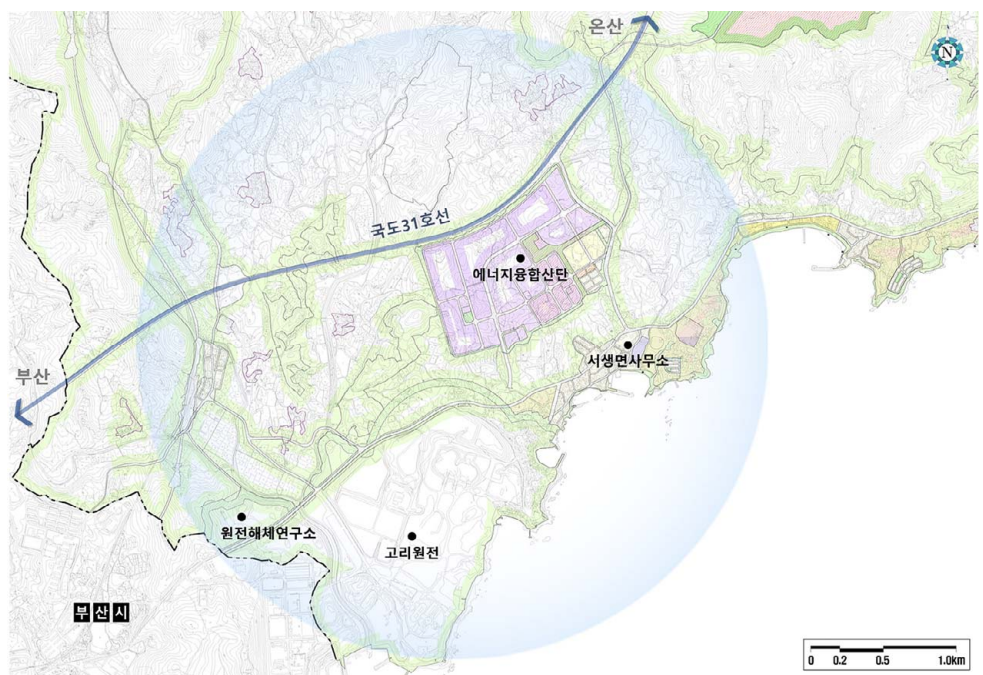 온산
N
국도31호선
에너지융합산단
서생면사무소
부산
원전해체연구소
고리원전
부산시
0 0.2 0.5 1.0km